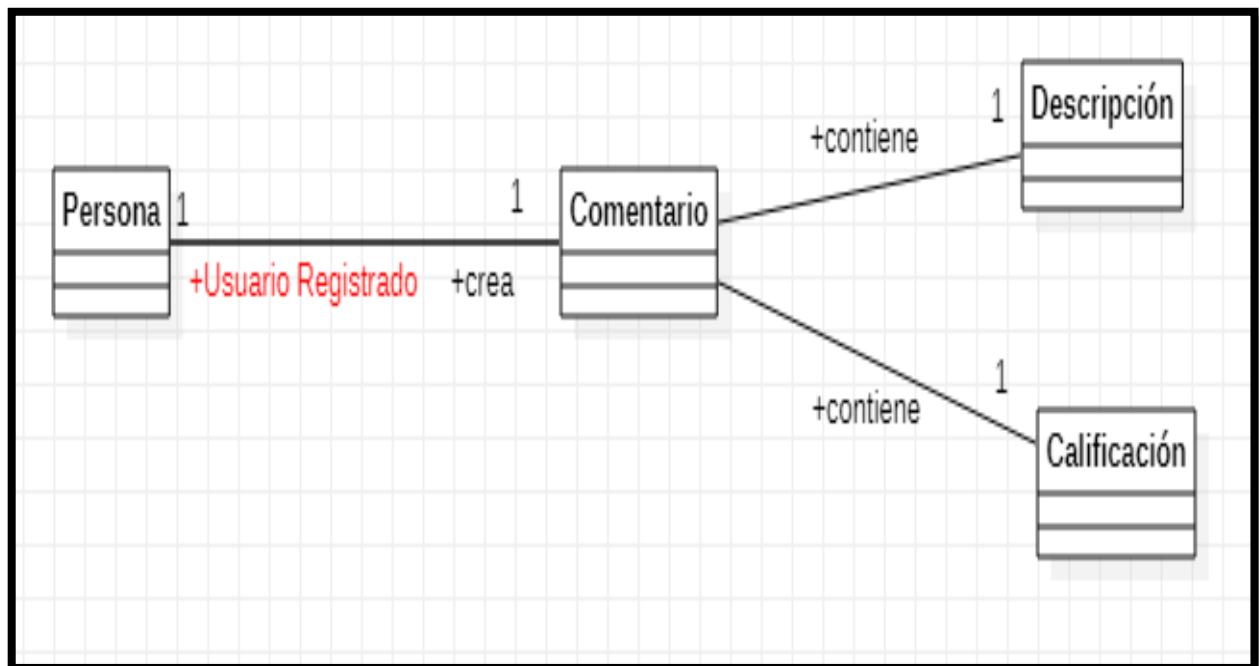 Persona
1
+Usuario Registrado
+crea
1
Comentario
+contiene
1
Descripción
+contiene
1
Calificación